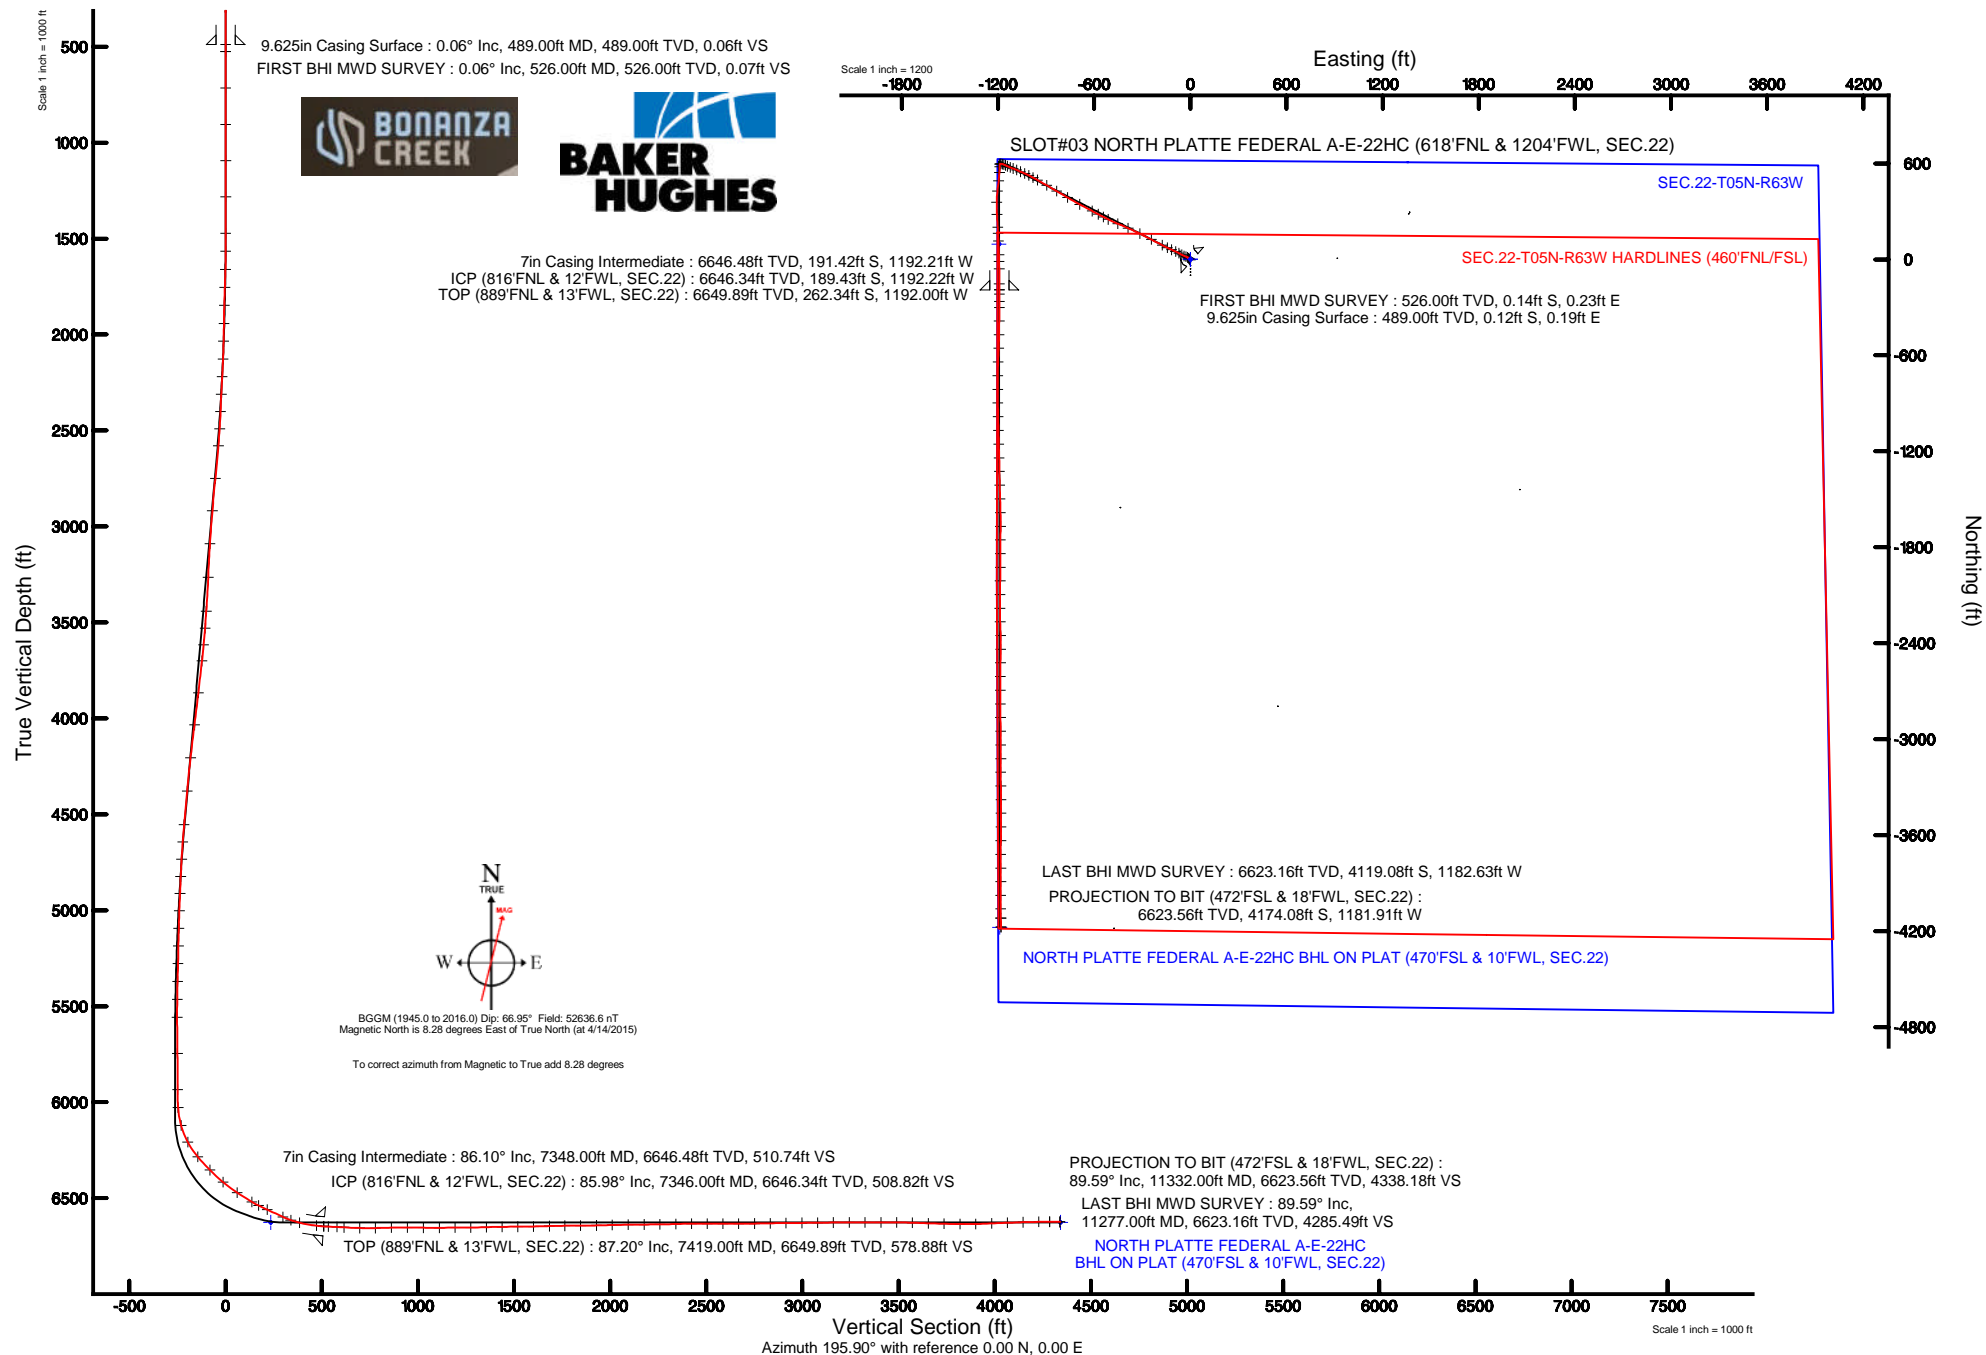 Scale 1 inch = 1000 ft
9.625in Casing Surface : 0.06° Inc, 489.00ft MD, 489.00ft TVD, 0.06ft VS
FIRST BHI MWD SURVEY : 0.06° Inc, 526.00ft MD, 526.00ft TVD, 0.07ft VS
BONANZA
CREEK
BAKER
HUGHES
Easting (ft)
Scale 1 inch = 1200
-1800 -1200 -600 0 600 1200 1800 2400 3000 3600 4200
SLOT#03 NORTH PLATTE FEDERAL A-E-22HC (618'FNL & 1204'FWL, SEC.22)
SEC.22-T05N-R63W
SEC.22-T05N-R63W HARDLINES (460'FNL/FSL)
7in Casing Intermediate : 6646.48ft TVD, 191.42ft S, 1192.21ft W
ICP (816'FNL & 12'FWL, SEC.22) : 6646.34ft TVD, 189.43ft S, 1192.22ft W
TOP (889'FNL & 13'FWL, SEC.22) : 6649.89ft TVD, 262.34ft S, 1192.00ft W
FIRST BHI MWD SURVEY : 526.00ft TVD, 0.14ft S, 0.23ft E
9.625in Casing Surface : 489.00ft TVD, 0.12ft S, 0.19ft E
600
0
-600
-1200
-1800
-2400
-3000
-3600
-4200
-4800
Northing (ft)
True Vertical Depth (ft)
500
1000
1500
2000
2500
3000
3500
4000
4500
5000
5500
6000
6500
LAST BHI MWD SURVEY : 6623.16ft TVD, 4119.08ft S, 1182.63ft W
PROJECTION TO BIT (472'FSL & 18'FWL, SEC.22) :
6623.56ft TVD, 4174.08ft S, 1181.91ft W
NORTH PLATTE FEDERAL A-E-22HC BHL ON PLAT (470'FSL & 10'FWL, SEC.22)
N
TRUE
MAG
W E
BGGM (1945.0 to 2016.0) Dip: 66.95° Field: 52636.6 nT
Magnetic North is 8.28 degrees East of True North (at 4/14/2015)
To correct azimuth from Magnetic to True add 8.28 degrees
7in Casing Intermediate : 86.10° Inc, 7348.00ft MD, 6646.48ft TVD, 510.74ft VS
ICP (816'FNL & 12'FWL, SEC.22) : 85.98° Inc, 7346.00ft MD, 6646.34ft TVD, 508.82ft VS
TOP (889'FNL & 13'FWL, SEC.22) : 87.20° Inc, 7419.00ft MD, 6649.89ft TVD, 578.88ft VS
PROJECTION TO BIT (472'FSL & 18'FWL, SEC.22) :
89.59° Inc, 11332.00ft MD, 6623.56ft TVD, 4338.18ft VS
LAST BHI MWD SURVEY : 89.59° Inc,
11277.00ft MD, 6623.16ft TVD, 4285.49ft VS
NORTH PLATTE FEDERAL A-E-22HC
BHL ON PLAT (470'FSL & 10'FWL, SEC.22)
-500 0 500 1000 1500 2000 2500 3000 3500 4000 4500 5000 5500 6000 6500 7000 7500
Vertical Section (ft)
Azimuth 195.90° with reference 0.00 N, 0.00 E
Scale 1 inch = 1000 ft